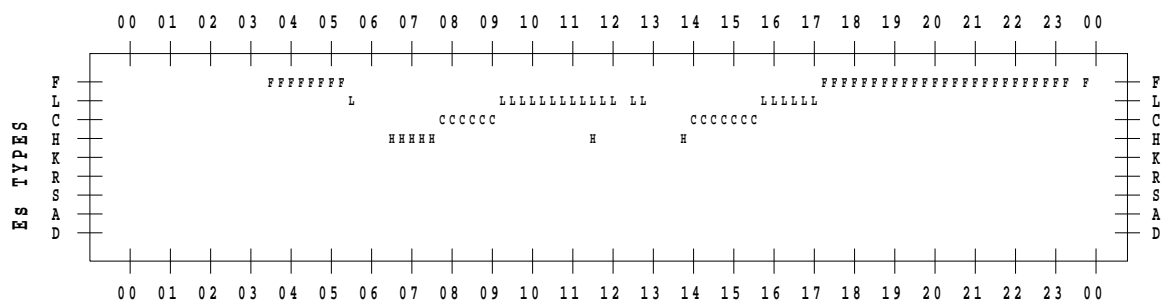 00 01 02 03 04 05 06 07 08 09 10 11 12 13 14 15 16 17 18 19 20 21 22 23 00
F FFFFFFFF FFFFFFFFFFFFFFFFFFFFFFFFF F F
L L LLLLLLLLLLLL LL LLLLLL L
C CCCCCC CCCCCCC C
H HHHHH H H H
K K
R R
S S
A A
D D
Es TYPES
00 01 02 03 04 05 06 07 08 09 10 11 12 13 14 15 16 17 18 19 20 21 22 23 00